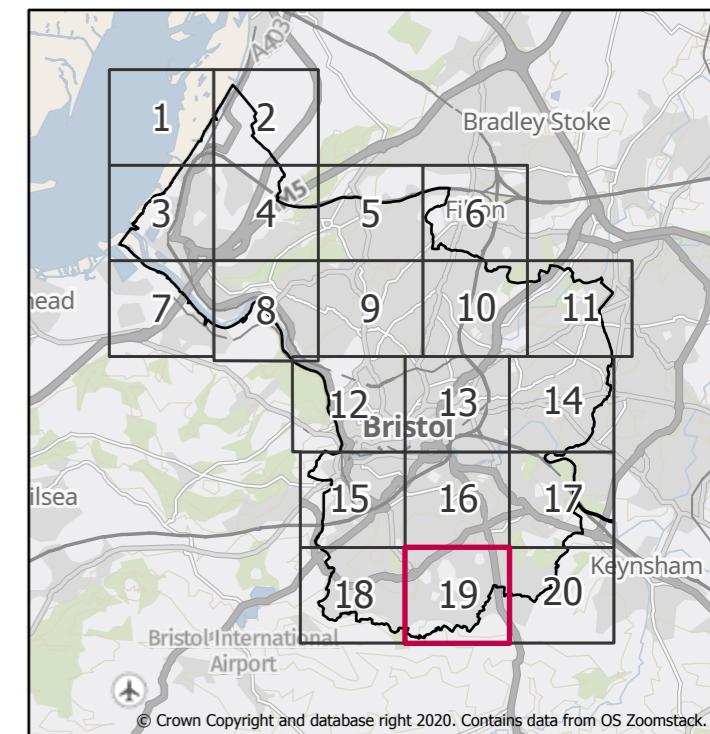 A403
1
2
Bradley Stoke
M5
3
4
5
Filton
6
head
7
8
9
10
11
12
13
14
Bristol
ilsea
15
16
17
Keynsham
18
19
20
Bristol International
Airport
© Crown Copyright and database right 2020. Contains data from OS Zoomstack.